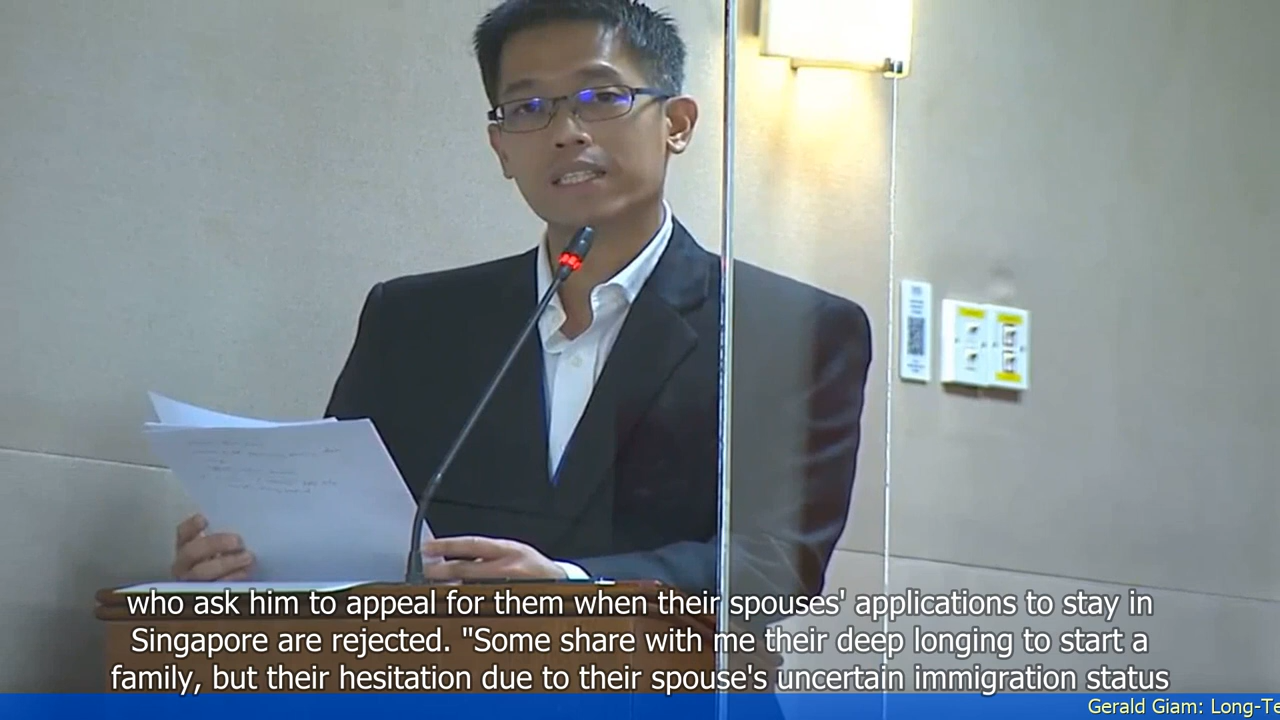 who ask him to appeal for them when their spouses' applications to stay in
Singapore are rejected. "Some share with me their deep longing to start a
family, but their hesitation due to their spouse's uncertain immigration status
Gerald Giam: Long-Te